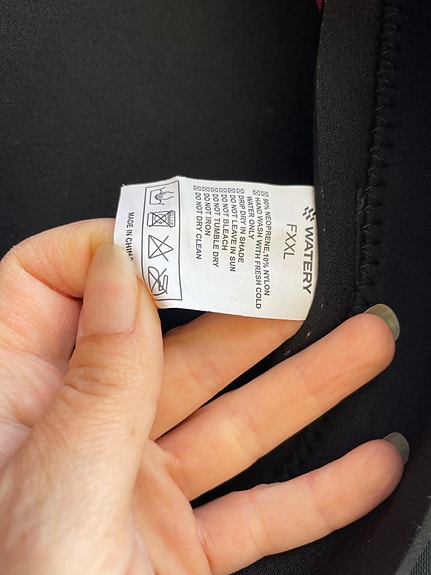 WATERY
FXXL
90% NEOPRENE,10% NYLON
HAND WASH WITH FRESH COLD
WATER ONLY
DRIP DRY IN SHADE
DO NOT LEAVE IN SUN
DO NOT BLEACH
DO NOT TUMBLE DRY
DO NOT IRON
DO NOT DRY CLEAN
MADE IN CHINA